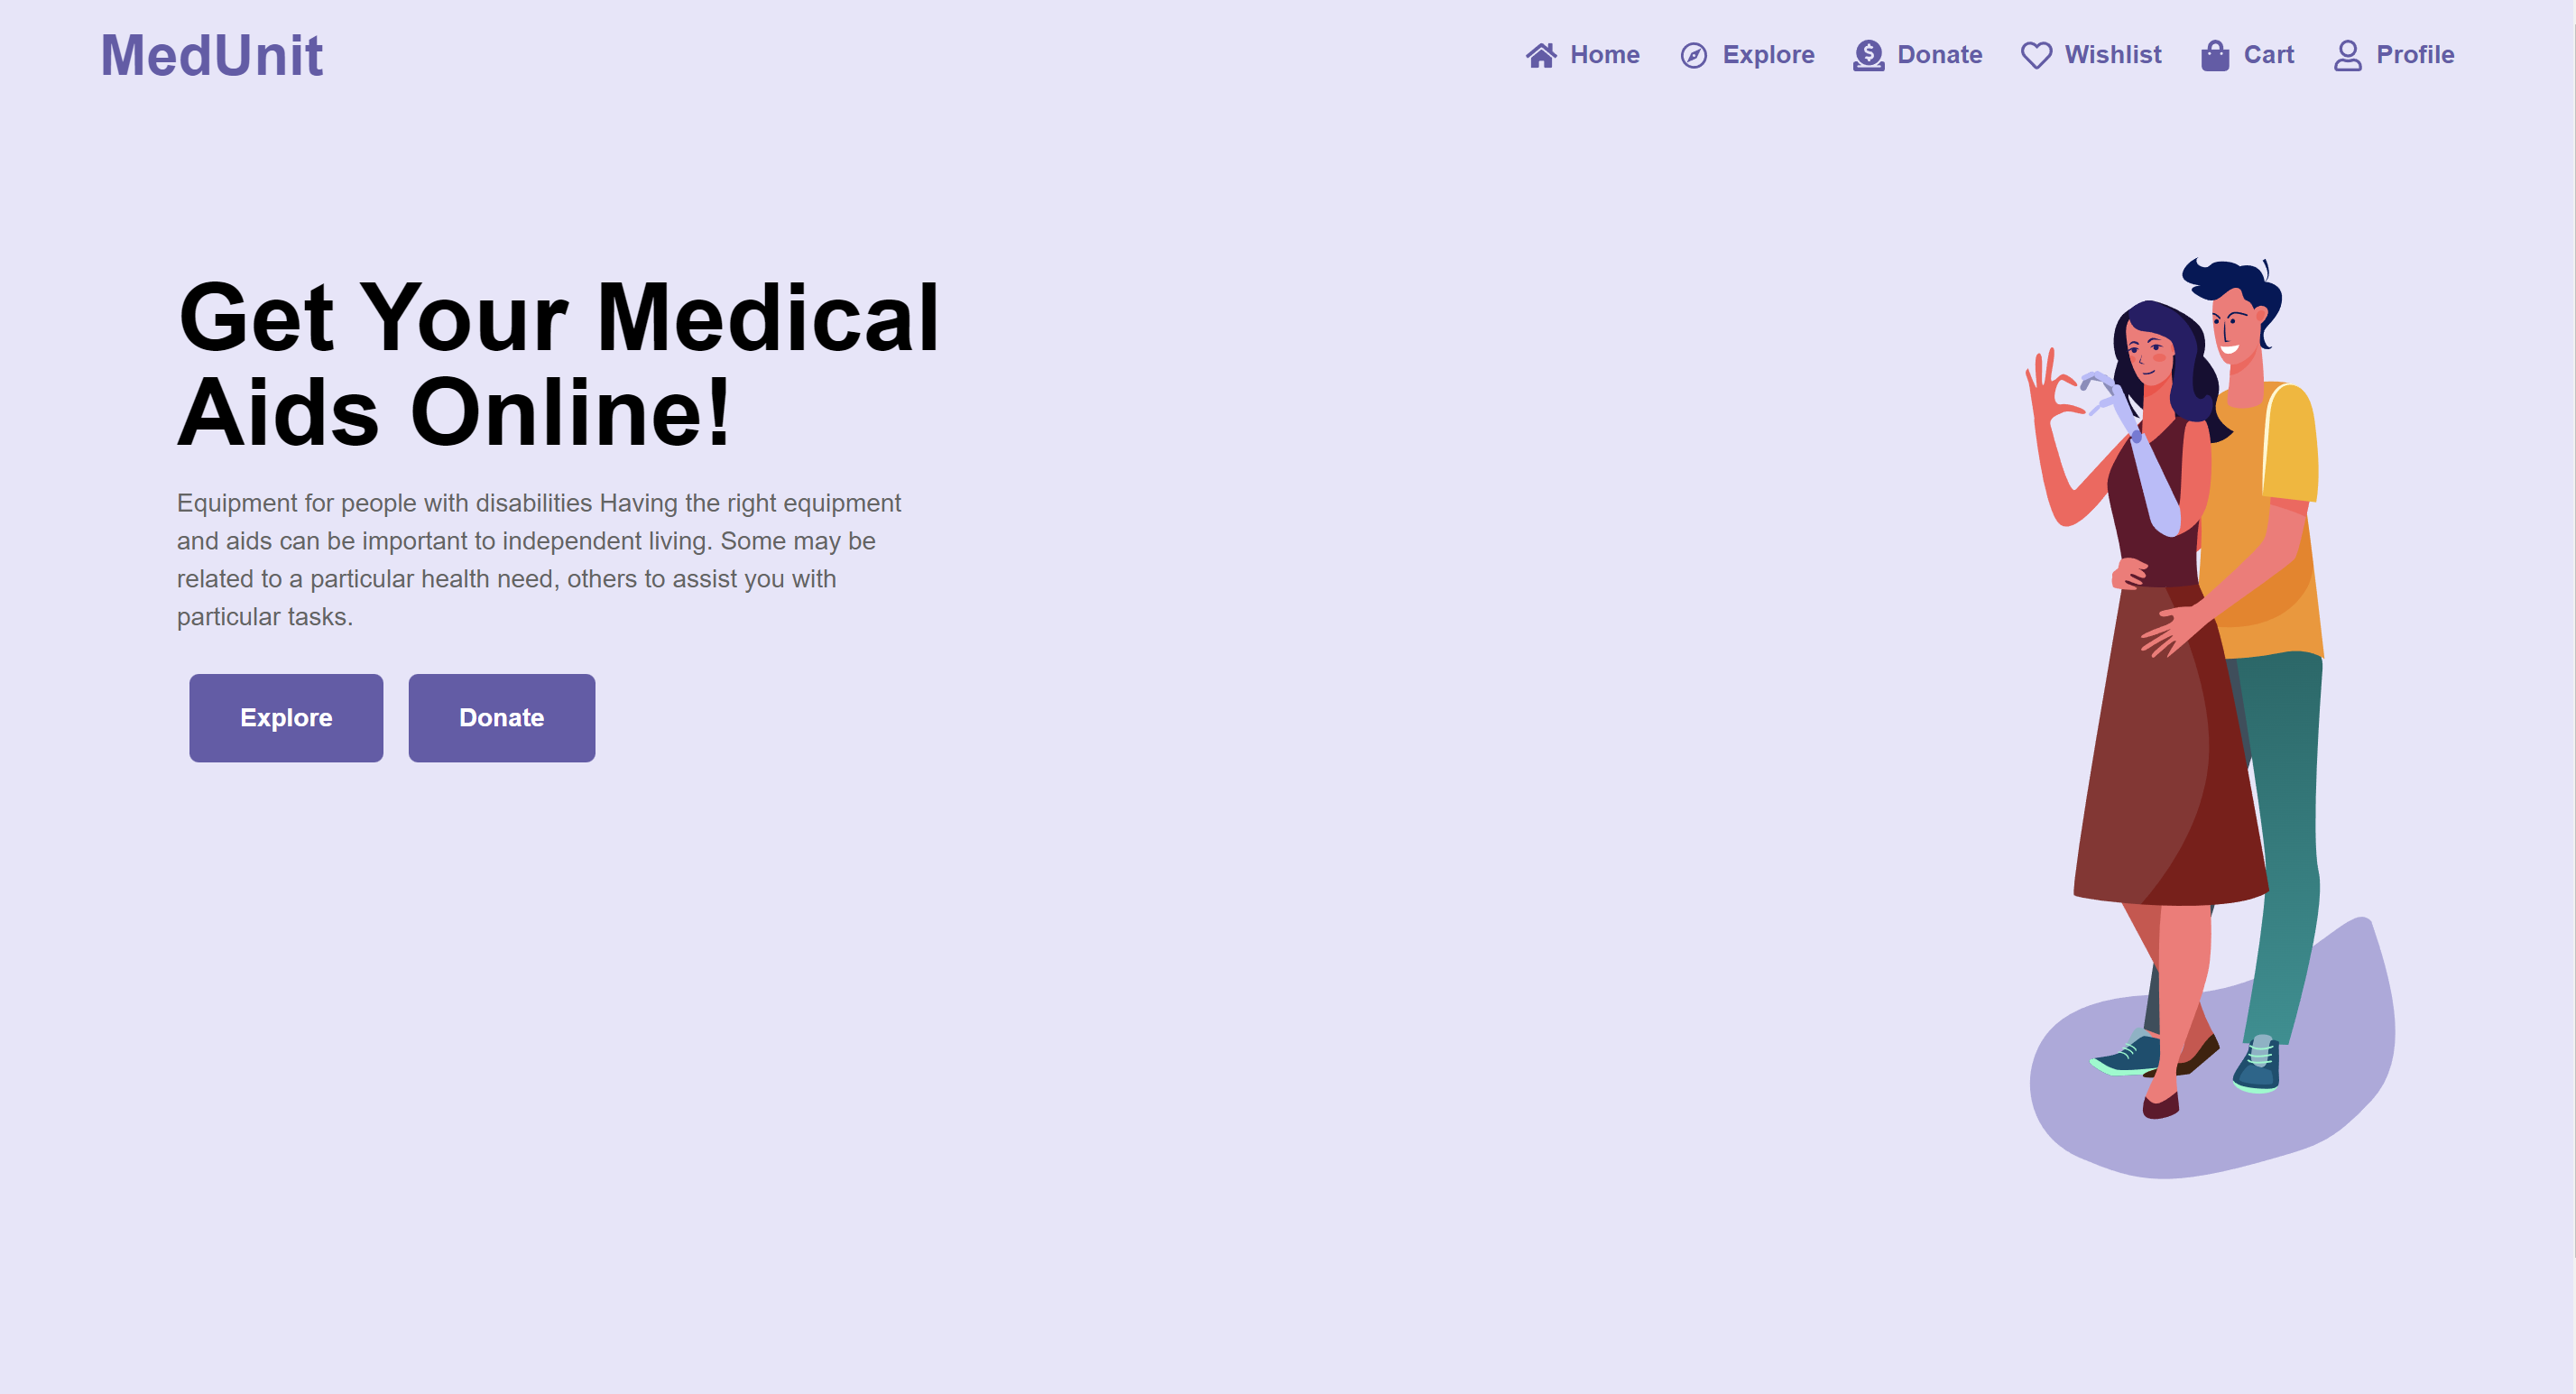 MedUnit
Home Explore Donate Wishlist Cart Profile
Get Your Medical
Aids Online!
Equipment for people with disabilities Having the right equipment
and aids can be important to independent living. Some may be
related to a particular health need, others to assist you with
particular tasks.
Explore Donate